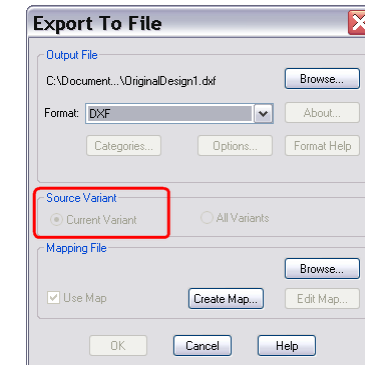 Export To File
Output File
C:\Document...\OriginalDesign1.dxf Browse...
Format: DXF About...
Categories... Options... Format Help
Source Variant
Current Variant All Variants
Mapping File
Browse...
Use Map Create Map... Edit Map...
OK Cancel Help